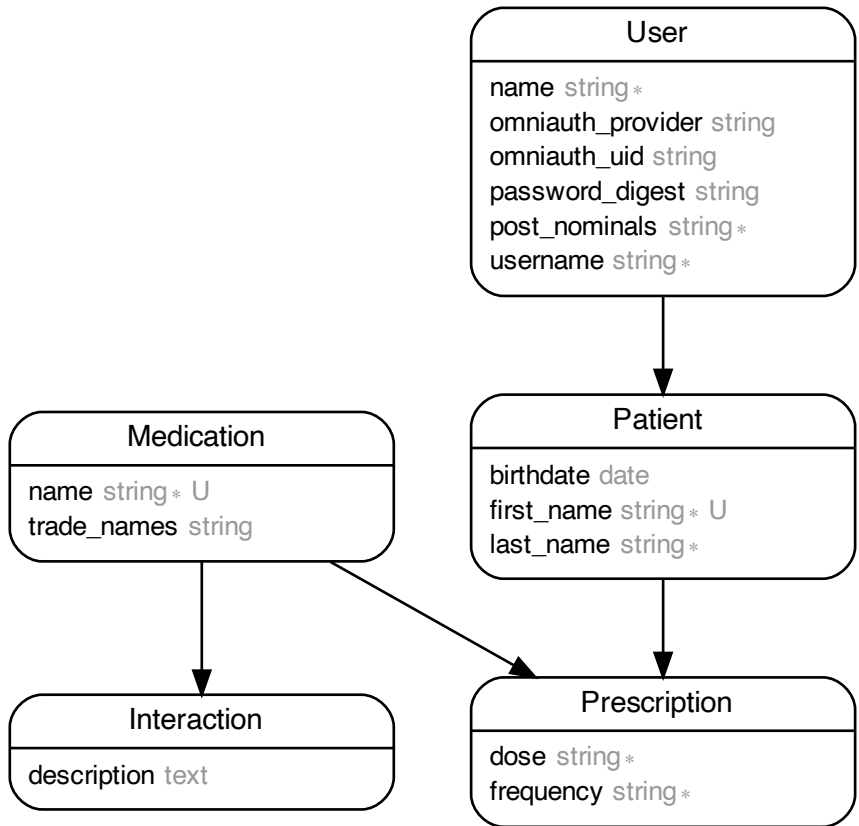 User
name string*
omniauth_provider string
omniauth_uid string
password_digest string
post_nominals string*
username string*
Medication
name string* U
trade_names string
Patient
birthdate date
first_name string* U
last_name string*
Interaction
description text
Prescription
dose string*
frequency string*